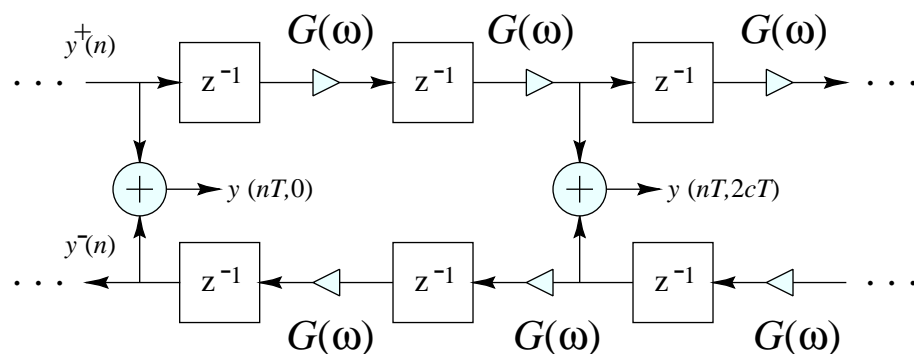 G(ω) G(ω) G(ω)
y⁺(n)
· · · z⁻¹ z⁻¹ z⁻¹ · · ·
+ y (nT,0) + y (nT,2cT)
y⁻(n)
· · · z⁻¹ z⁻¹ z⁻¹ · · ·
G(ω) G(ω) G(ω)